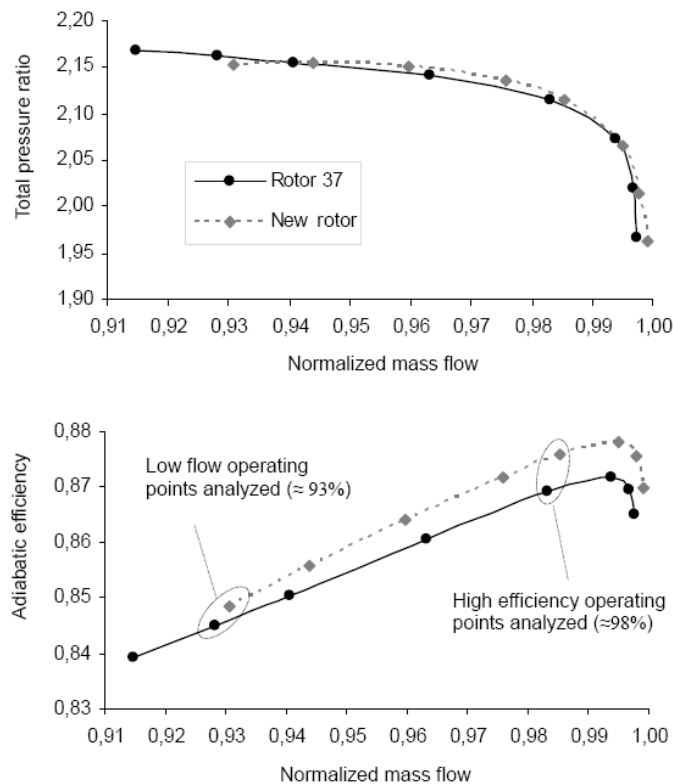 2,20
2,15
2,10
2,05
2,00
1,95
1,90
Total pressure ratio
Rotor 37
New rotor
0,91 0,92 0,93 0,94 0,95 0,96 0,97 0,98 0,99 1,00
Normalized mass flow
0,88
0,87
0,86
0,85
0,84
0,83
Adiabatic efficiency
Low flow operating
points analyzed (≈ 93%)
High efficiency operating
points analyzed (≈98%)
0,91 0,92 0,93 0,94 0,95 0,96 0,97 0,98 0,99 1,00
Normalized mass flow